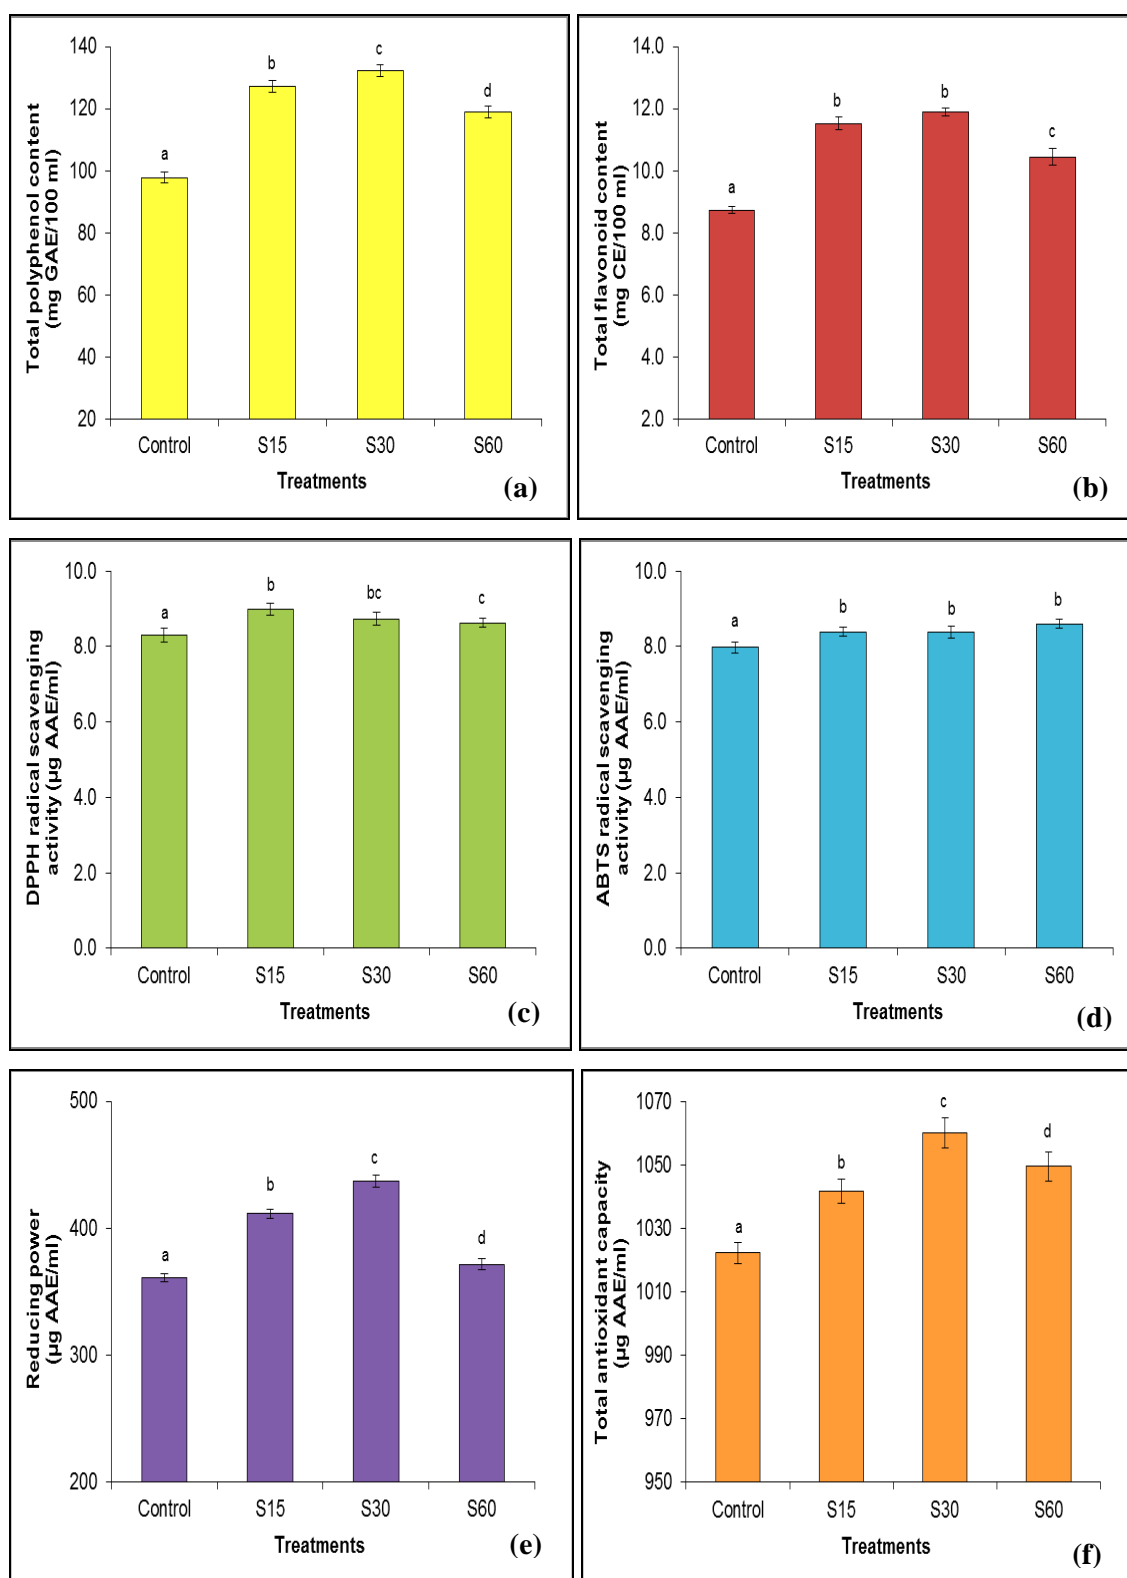 140
120
100
80
60
40
20
Total polyphenol content
(mg GAE/100 ml)
a
b
c
d
Control S15 S30 S60
Treatments
(a)
14.0
12.0
10.0
8.0
6.0
4.0
2.0
Total flavonoid content
(mg CE/100 ml)
a
b
b
c
Control S15 S30 S60
Treatments
(b)
10.0
8.0
6.0
4.0
2.0
0.0
DPPH radical scavenging
activity (µg AAE/ml)
a
b
bc
c
Control S15 S30 S60
Treatments
(c)
10.0
8.0
6.0
4.0
2.0
0.0
ABTS radical scavenging
activity (µg AAE/ml)
a
b
b
b
Control S15 S30 S60
Treatments
(d)
500
400
300
200
Reducing power
(µg AAE/ml)
a
b
c
d
Control S15 S30 S60
Treatments
(e)
1070
1050
1030
1010
990
970
950
Total antioxidant capacity
(µg AAE/ml)
a
b
c
d
Control S15 S30 S60
Treatments
(f)